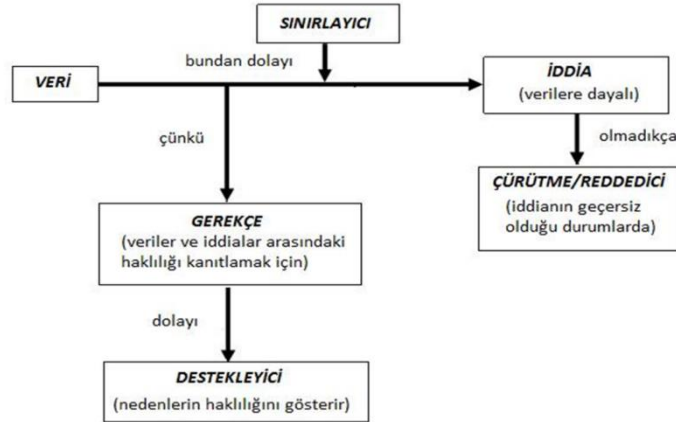 SINIRLAYICI
bundan dolayı
VERİ
İDDİA
(verilere dayalı)
çünkü
olmadıkça
ÇÜRÜTME/REDDEDİCİ
(iddianın geçersiz
olduğu durumlarda)
GEREKÇE
(veriler ve iddialar arasındaki
haklılığı kanıtlamak için)
dolayı
DESTEKLEYİCİ
(nedenlerin haklılığını gösterir)